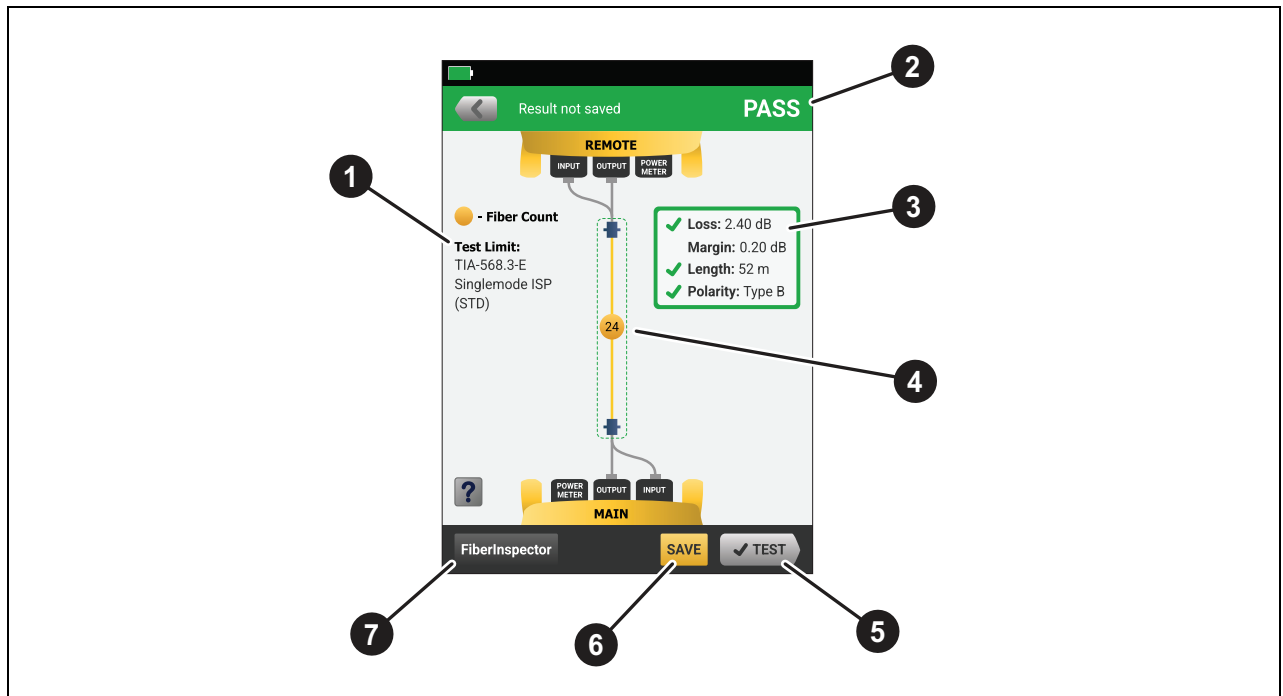 Result not saved
PASS
2
REMOTE
INPUT
OUTPUT
POWER
METER
1
- Fiber Count
Test Limit:
TIA-568.3-E
Singlemode ISP
(STD)
Loss: 2.40 dB
Margin: 0.20 dB
Length: 52 m
Polarity: Type B
3
24
4
?
POWER
METER
OUTPUT
INPUT
MAIN
FiberInspector
SAVE
TEST
7
6
5